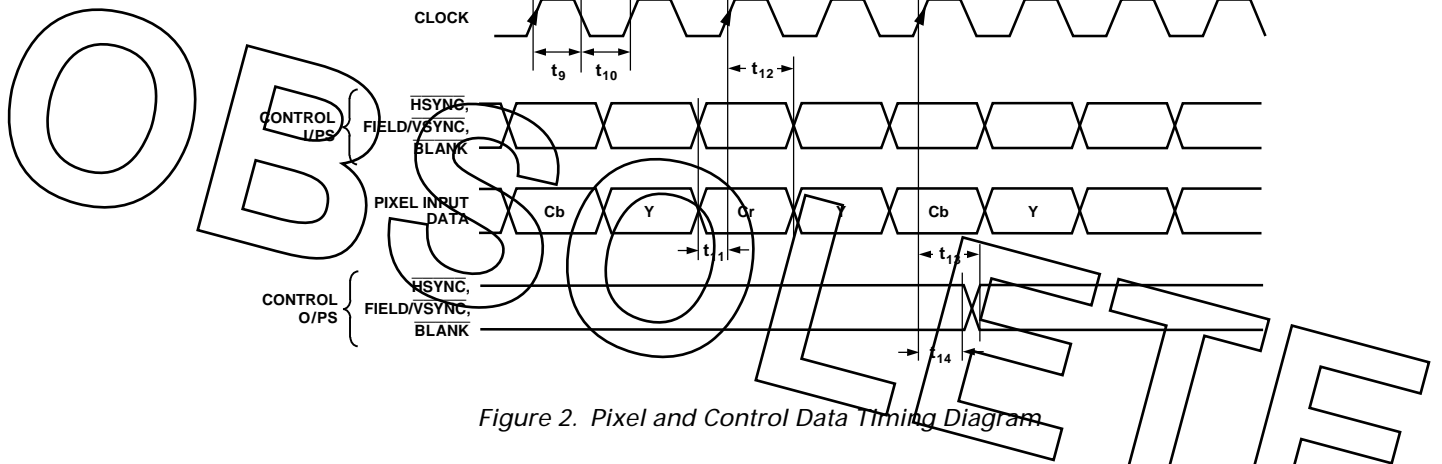 CLOCK
t9 t10
t12
CONTROL
I/PS
HSYNC,
FIELD/VSYNC,
BLANK
PIXEL INPUT
DATA
Cb Y Cr Y Cb Y
t11
t13
CONTROL
O/PS
HSYNC,
FIELD/VSYNC,
BLANK
t14
Figure 2. Pixel and Control Data Timing Diagram
OBSOLETE